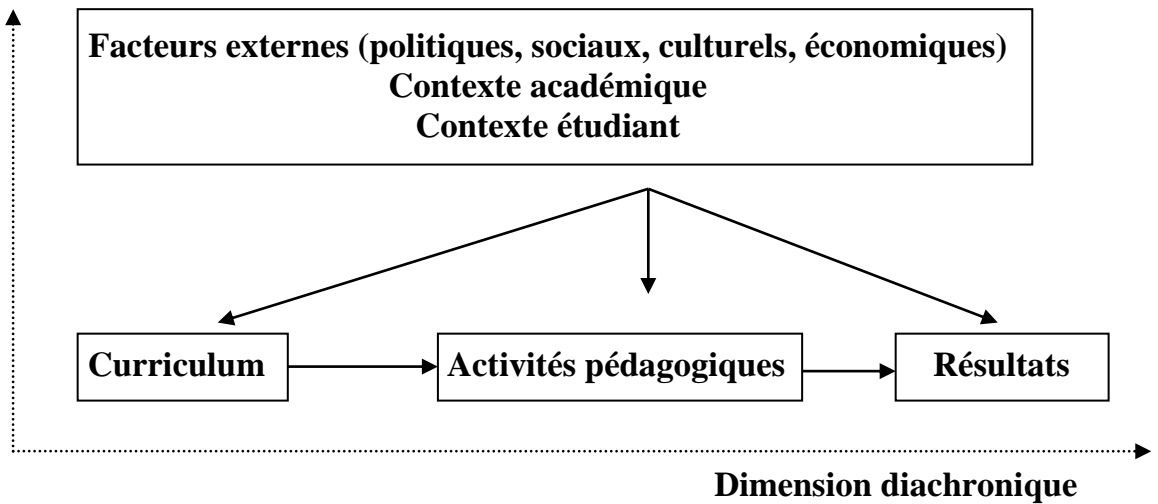 Facteurs externes (politiques, sociaux, culturels, économiques)
Contexte académique
Contexte étudiant
Curriculum
Activités pédagogiques
Résultats
Dimension diachronique